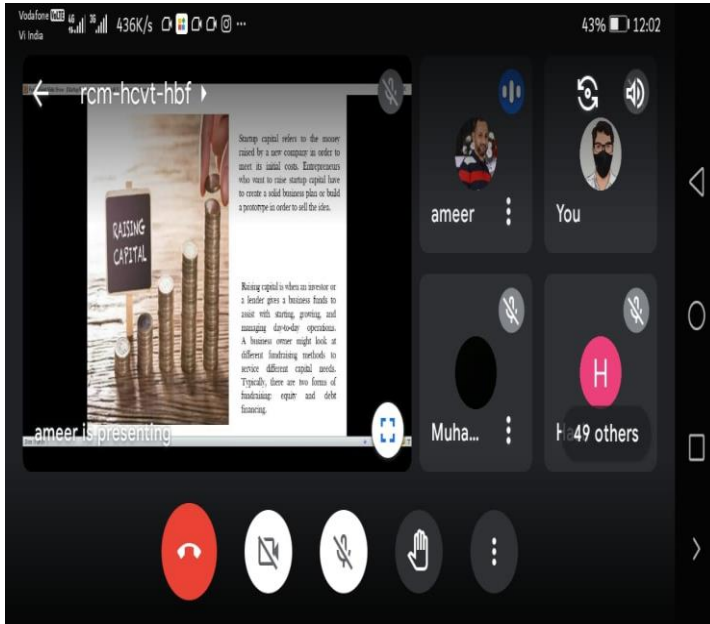 Vodafone VoLTE 4G 3G 436K/s ... 43% 12:02
Vi India
rcm-hcvt-hbf
RAISING
CAPITAL
Startup capital refers to the money
raised by a new company in order to
meet its initial costs. Entrepreneurs
who want to raise startup capital have
to create a solid business plan or build
a prototype in order to sell the idea.
Raising capital is when an investor or
a lender gives a business funds to
assist with starting, growing, and
managing day-to-day operations.
A business owner might look at
different fundraising methods to
service different capital needs.
Typically, there are two forms of
fundraising: equity and debt
financing.
ameer is presenting
ameer
You
Muha...
H
49 others